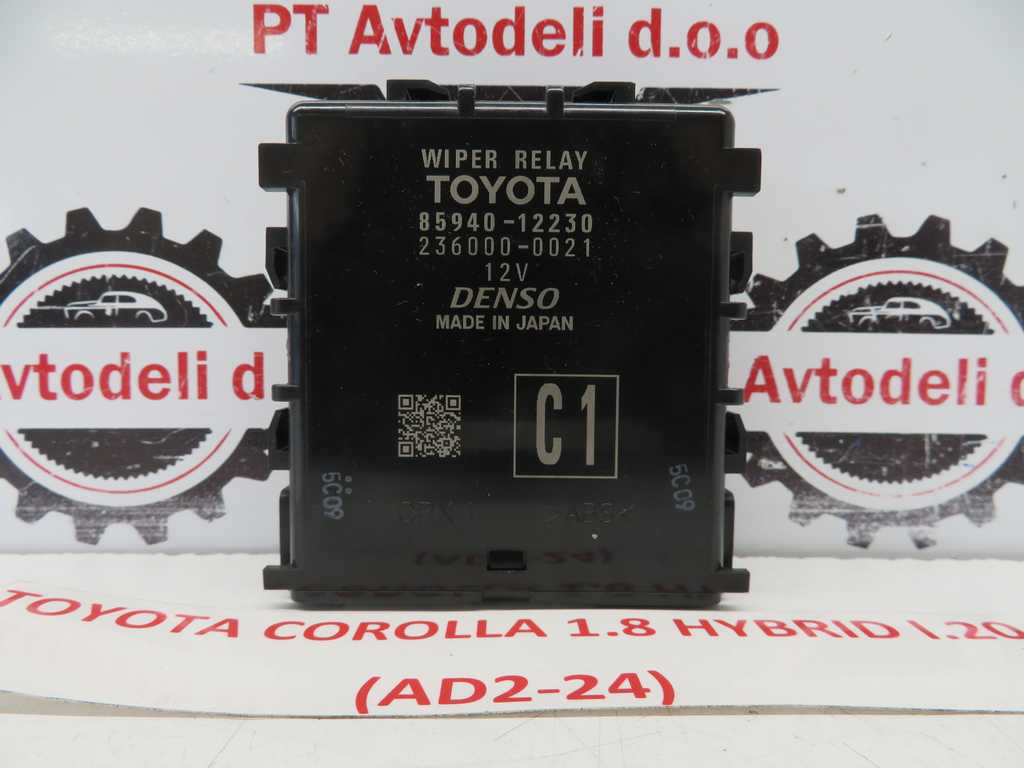 PT Avtodeli d.o.o
WIPER RELAY
TOYOTA
85940-12230
236000-0021
12V
DENSO
MADE IN JAPAN
Avtodeli d
Avtodeli d.
C1
5C09
5C09
>ABS<
TOYOTA COROLLA 1.8 HYBRID l.20
(AD2-24)